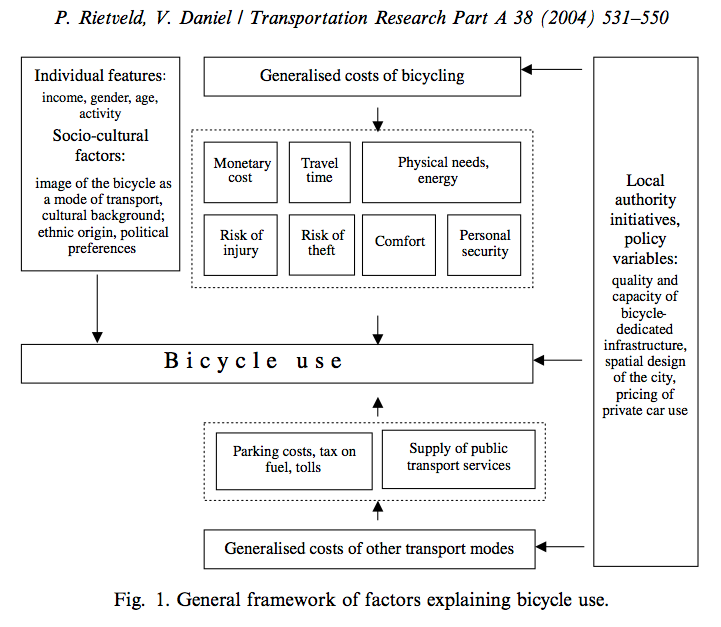 P. Rietveld, V. Daniel / Transportation Research Part A 38 (2004) 531–550
Individual features:
income, gender, age,
activity
Socio-cultural
factors:
image of the bicycle as
a mode of transport,
cultural background;
ethnic origin, political
preferences
Generalised costs of bicycling
Monetary
cost
Travel
time
Physical needs,
energy
Risk of
injury
Risk of
theft
Comfort
Personal
security
Local
authority
initiatives,
policy
variables:
quality and
capacity of
bicycle-
dedicated
infrastructure,
spatial design
of the city,
pricing of
private car use
Bicycle use
Parking costs, tax on
fuel, tolls
Supply of public
transport services
Generalised costs of other transport modes
Fig. 1. General framework of factors explaining bicycle use.